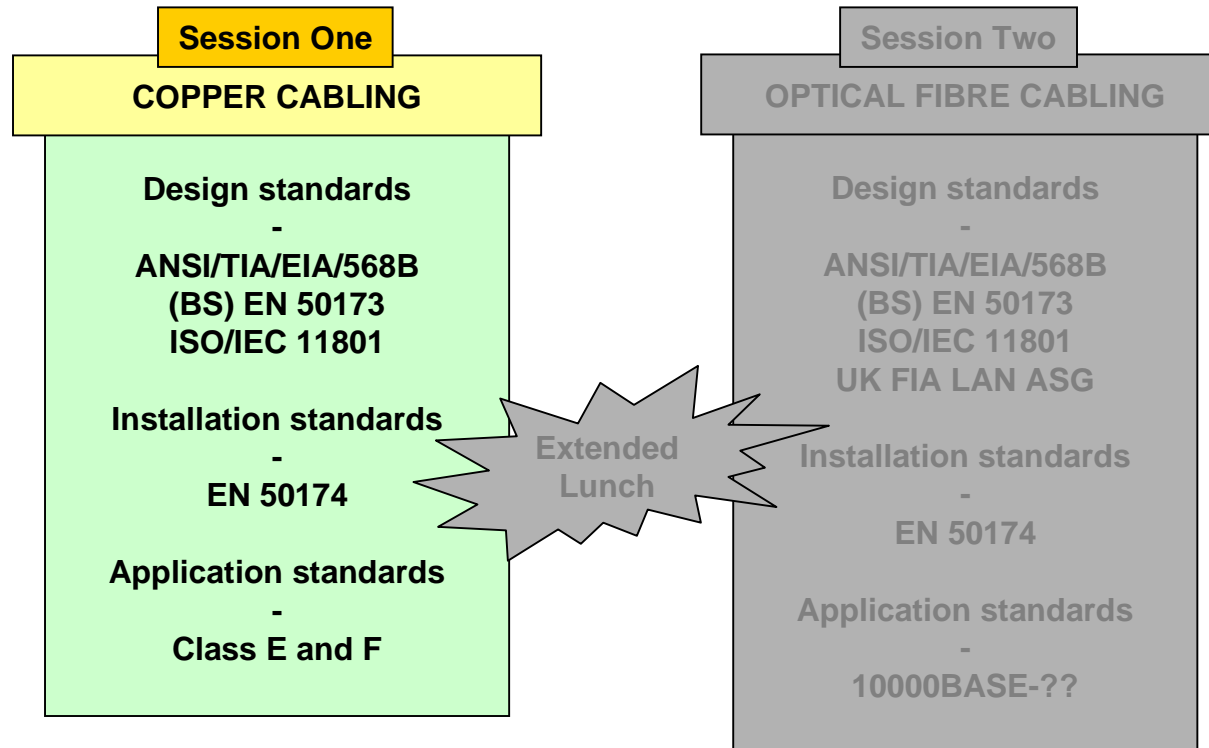 Session One
COPPER CABLING
Design standards
-
ANSI/TIA/EIA/568B
(BS) EN 50173
ISO/IEC 11801
Installation standards
-
EN 50174
Application standards
-
Class E and F
Extended
Lunch
Session Two
OPTICAL FIBRE CABLING
Design standards
-
ANSI/TIA/EIA/568B
(BS) EN 50173
ISO/IEC 11801
UK FIA LAN ASG
Installation standards
-
EN 50174
Application standards
-
10000BASE-??